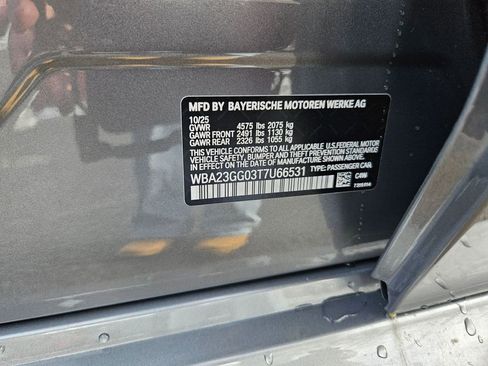 MFD BY BAYERISCHE MOTOREN WERKE AG
10/25
GVWR 4575 lbs 2075 kg
GAWR FRONT 2491 lbs 1130 kg
GAWR REAR 2326 lbs 1055 kg
THIS VEHICLE CONFORMS TO ALL APPLICABLE U.S. FEDERAL MOTOR
VEHICLE SAFETY, BUMPER, AND THEFT PREVENTION STANDARDS
IN EFFECT ON THE DATE OF MANUFACTURE SHOWN ABOVE.
WBA23GG03T7U66531 TYPE: PASSENGER CAR
C4W